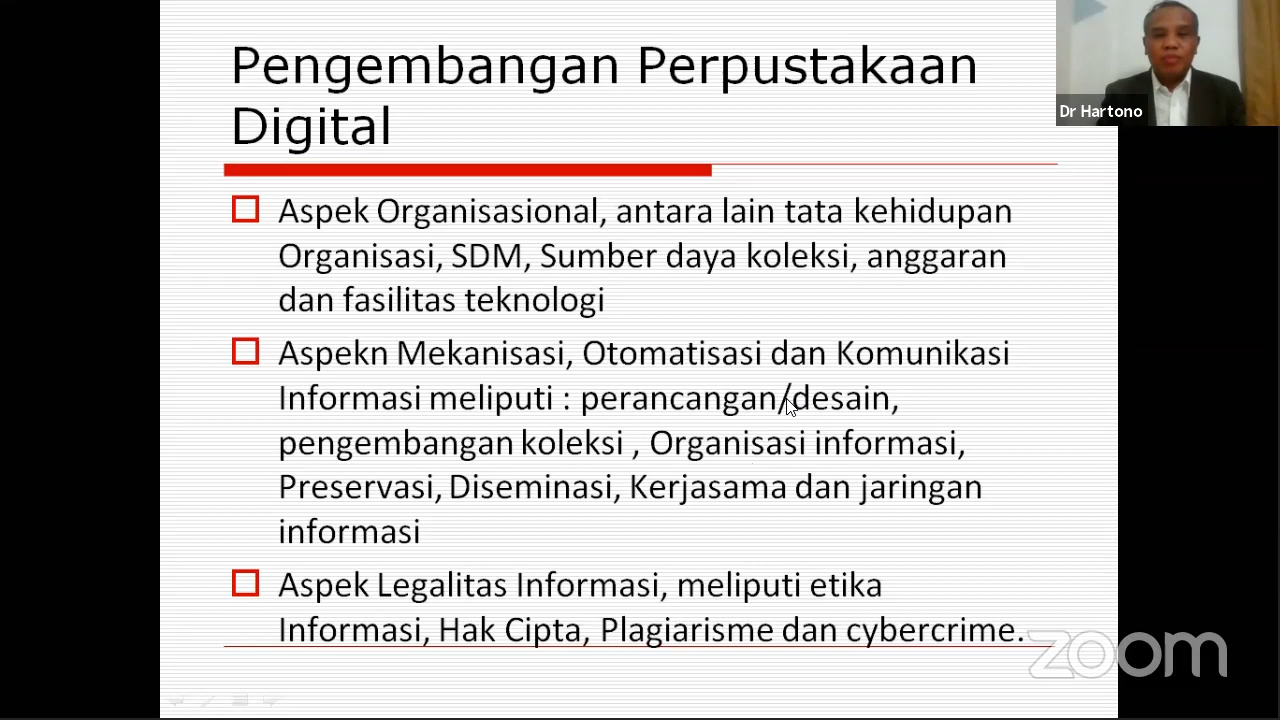 Pengembangan Perpustakaan
Digital
Dr Hartono
Aspek Organisasional, antara lain tata kehidupan
Organisasi, SDM, Sumber daya koleksi, anggaran
dan fasilitas teknologi
Aspekn Mekanisasi, Otomatisasi dan Komunikasi
Informasi meliputi : perancangan/desain,
pengembangan koleksi , Organisasi informasi,
Preservasi, Diseminasi, Kerjasama dan jaringan
informasi
Aspek Legalitas Informasi, meliputi etika
Informasi, Hak Cipta, Plagiarisme dan cybercrime.
zoom